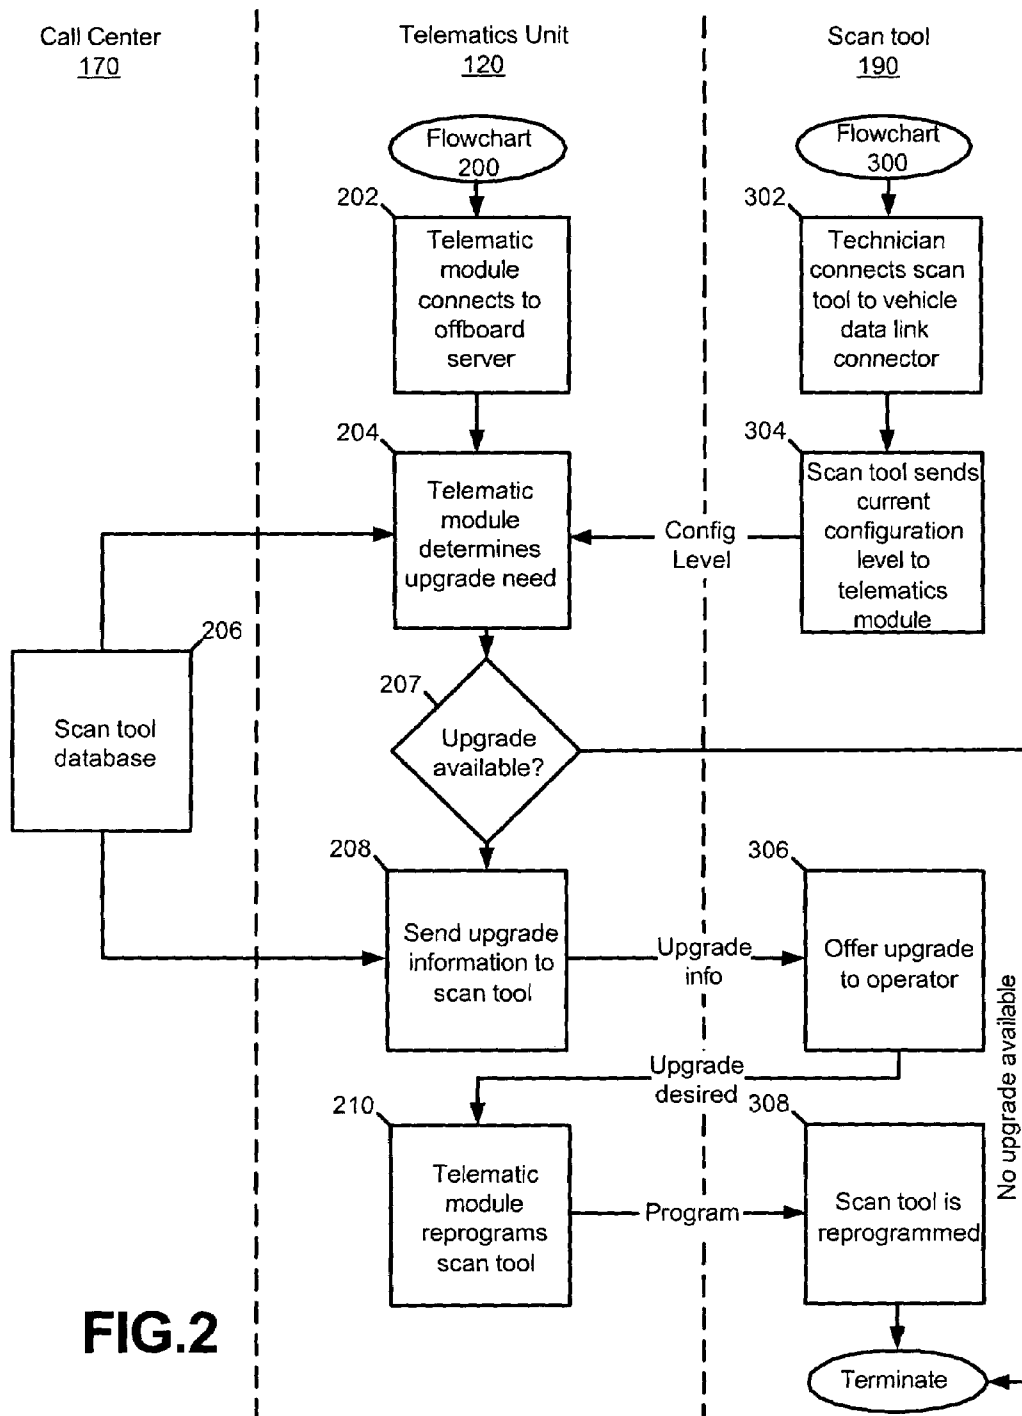 Call Center
170
Telematics Unit
120
Scan tool
190
Flowchart
200
Flowchart
300
202
Telematic
module
connects to
offboard
server
302
Technician
connects scan
tool to vehicle
data link
connector
204
Telematic
module
determines
upgrade need
Config
Level
304
Scan tool sends
current
configuration
level to
telematics
module
206
Scan tool
database
207
Upgrade
available?
208
Send upgrade
information to
scan tool
Upgrade
info
306
Offer upgrade
to operator
No upgrade available
Upgrade
desired
210
Telematic
module
reprograms
scan tool
Program
308
Scan tool is
reprogrammed
Terminate
FIG.2